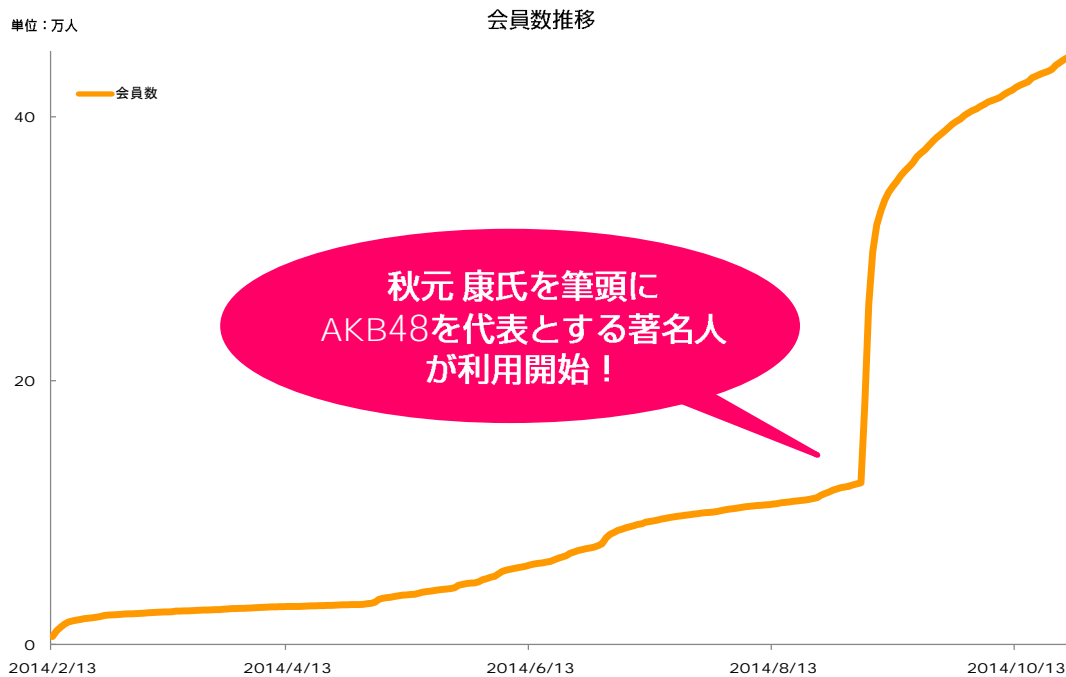 会員数推移
単位：万人
会員数
40
秋元 康氏を筆頭に
AKB48を代表とする著名人
が利用開始！
20
0
2014/2/13
2014/4/13
2014/6/13
2014/8/13
2014/10/13